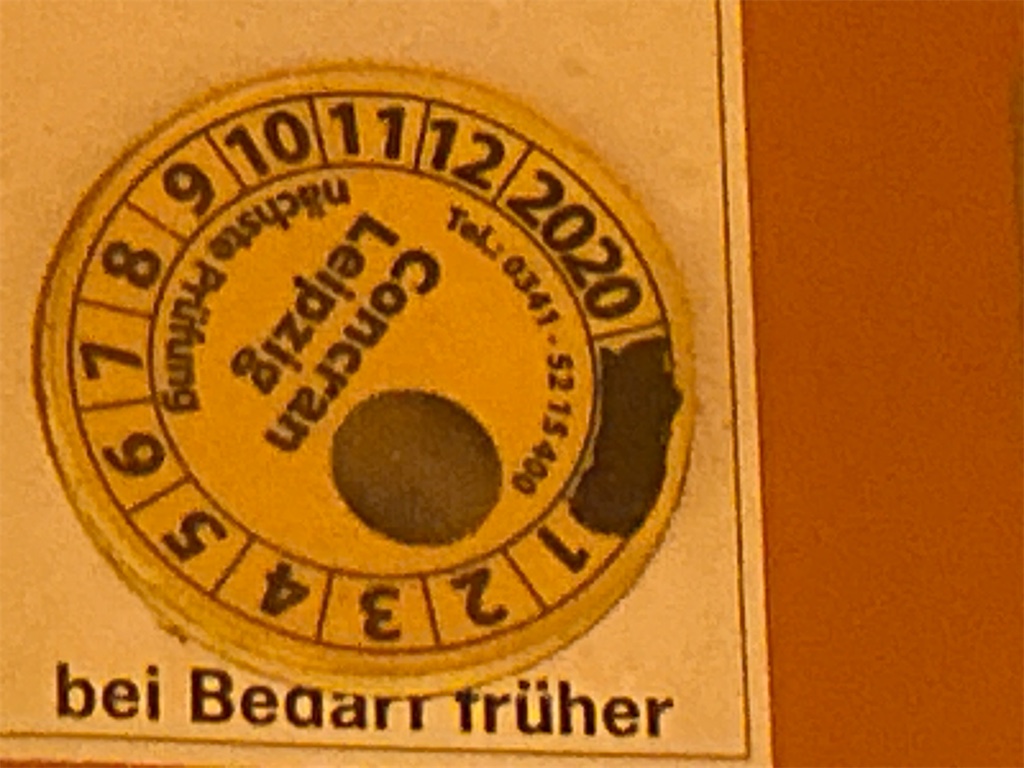 1 2 3 4 5 6 7 8 9 10 11 12 2020
nächste Prüfung
Concran
Leipzig
Tel.: 0341 - 52 15 400
bei Bedarf früher